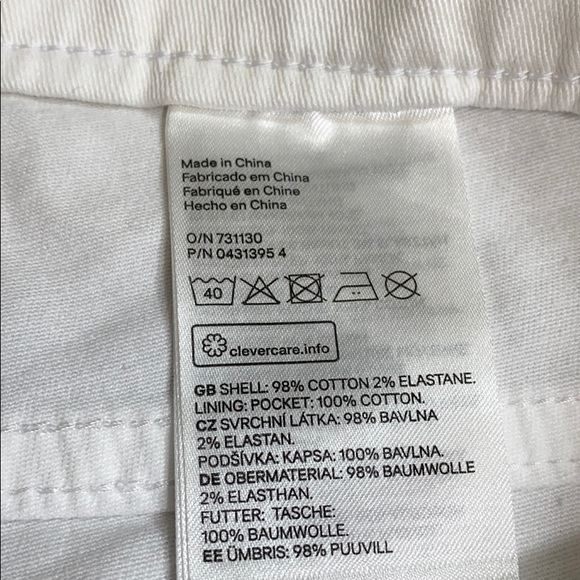 Made in China
Fabricado em China
Fabriqué en Chine
Hecho en China
O/N 731130
P/N 0431395 4
40
clevercare.info
GB SHELL: 98% COTTON 2% ELASTANE.
LINING: POCKET: 100% COTTON.
CZ SVRCHNÍ LÁTKA: 98% BAVLNA
2% ELASTAN.
PODŠÍVKA: KAPSA: 100% BAVLNA.
DE OBERMATERIAL: 98% BAUMWOLLE
2% ELASTHAN.
FUTTER: TASCHE:
100% BAUMWOLLE.
EE ÜMBRIS: 98% PUUVILL